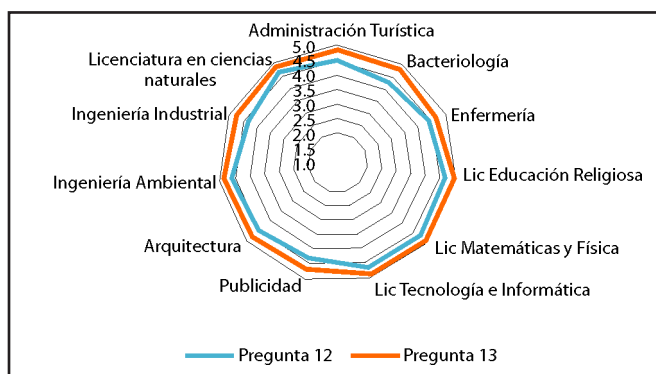 Administración Turística
Bacteriología
Enfermería
Lic Educación Religiosa
Lic Matemáticas y Física
Lic Tecnología e Informática
Publicidad
Arquitectura
Ingeniería Ambiental
Ingeniería Industrial
Licenciatura en ciencias
naturales
5.0
4.5
4.0
3.5
3.0
2.5
2.0
1.5
1.0
Pregunta 12
Pregunta 13